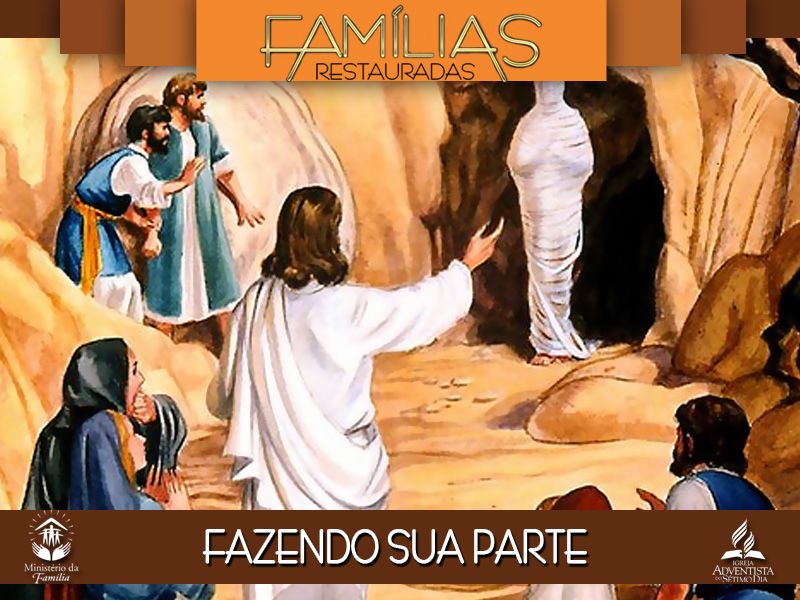 FAMÍLIAS
RESTAURADAS
FAZENDO SUA PARTE
Ministério da
Família
IGREJA
ADVENTISTA
DO SÉTIMO DIA